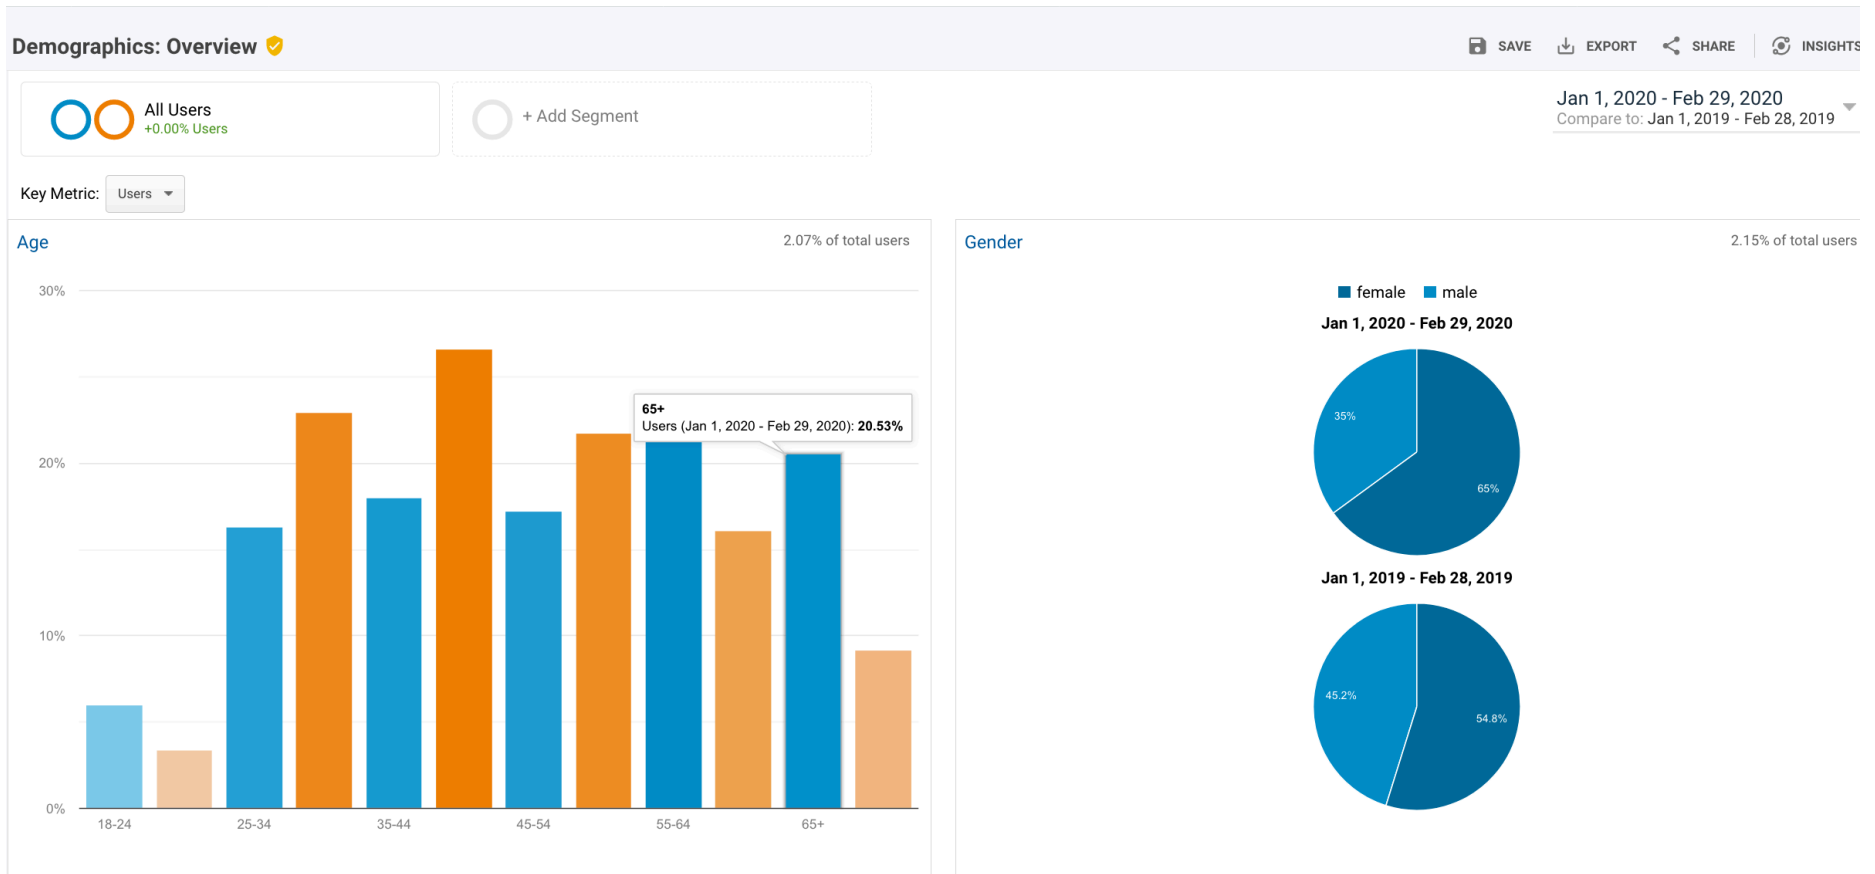 Demographics: Overview
SAVE EXPORT SHARE INSIGHTS
All Users
+0.00% Users
+ Add Segment
Jan 1, 2020 - Feb 29, 2020
Compare to: Jan 1, 2019 - Feb 28, 2019
Key Metric: Users
Age
2.07% of total users
30%
20%
10%
0%
65+
Users (Jan 1, 2020 - Feb 29, 2020): 20.53%
18-24 25-34 35-44 45-54 55-64 65+
Gender
2.15% of total users
female male
Jan 1, 2020 - Feb 29, 2020
35%
65%
Jan 1, 2019 - Feb 28, 2019
45.2%
54.8%